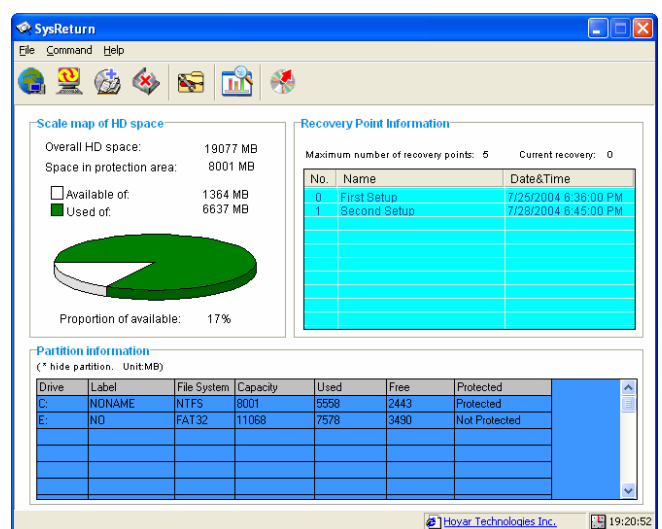 SysReturn
File Command Help
Scale map of HD space
Overall HD space: 19077 MB
Space in protection area: 8001 MB
Available of: 1364 MB
Used of: 6637 MB
Proportion of available: 17%
Recovery Point Information
Maximum number of recovery points: 5 Current recovery: 0
No. Name Date&Time
0 First Setup 7/25/2004 6:36:00 PM
1 Second Setup 7/28/2004 6:45:00 PM
Partition information
(* hide partition. Unit:MB)
Drive Label File System Capacity Used Free Protected
C: NONAME NTFS 8001 5558 2443 Protected
E: NO FAT32 11068 7578 3490 Not Protected
Hoyar Technologies Inc. 19:20:52